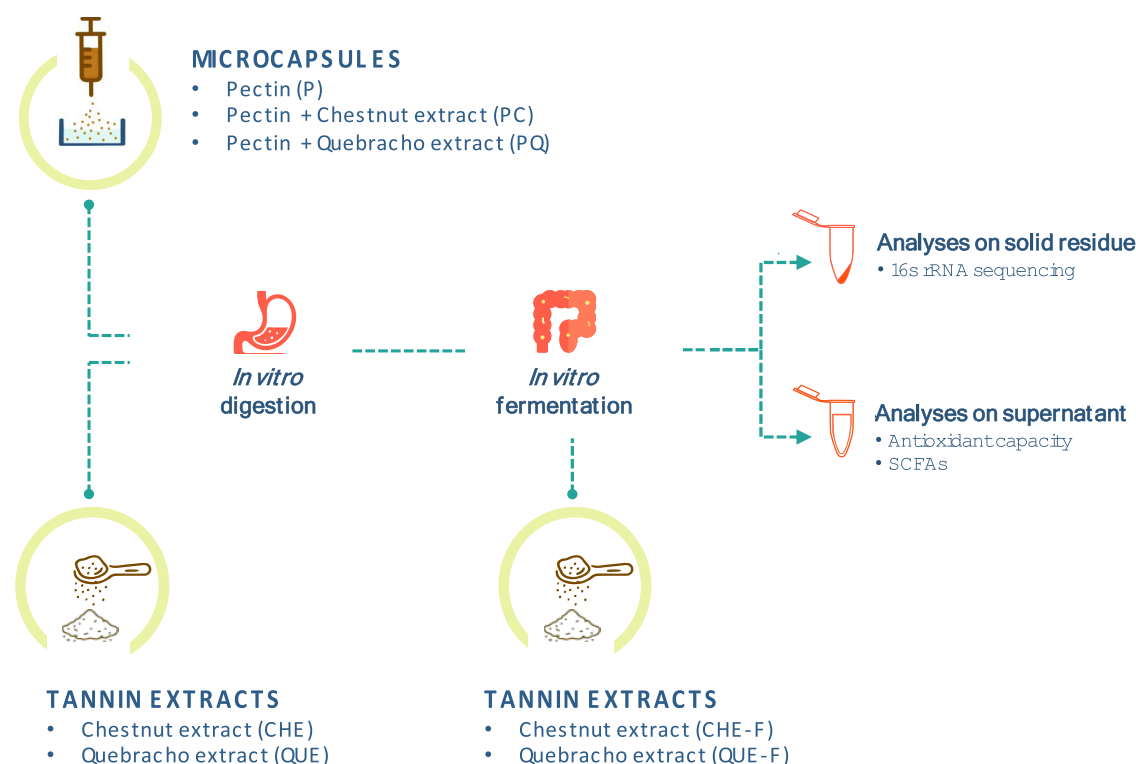 MICROCAPSULES
• Pectin (P)
• Pectin + Chestnut extract (PC)
• Pectin + Quebracho extract (PQ)
Analyses on solid residue
• 16s rRNA sequencing
In vitro
digestion
In vitro
fermentation
Analyses on supernatant
• Antioxidant capacity
• SCFAs
TANNIN EXTRACTS
• Chestnut extract (CHE)
• Quebracho extract (QUE)
TANNIN EXTRACTS
• Chestnut extract (CHE-F)
• Quebracho extract (QUE-F)